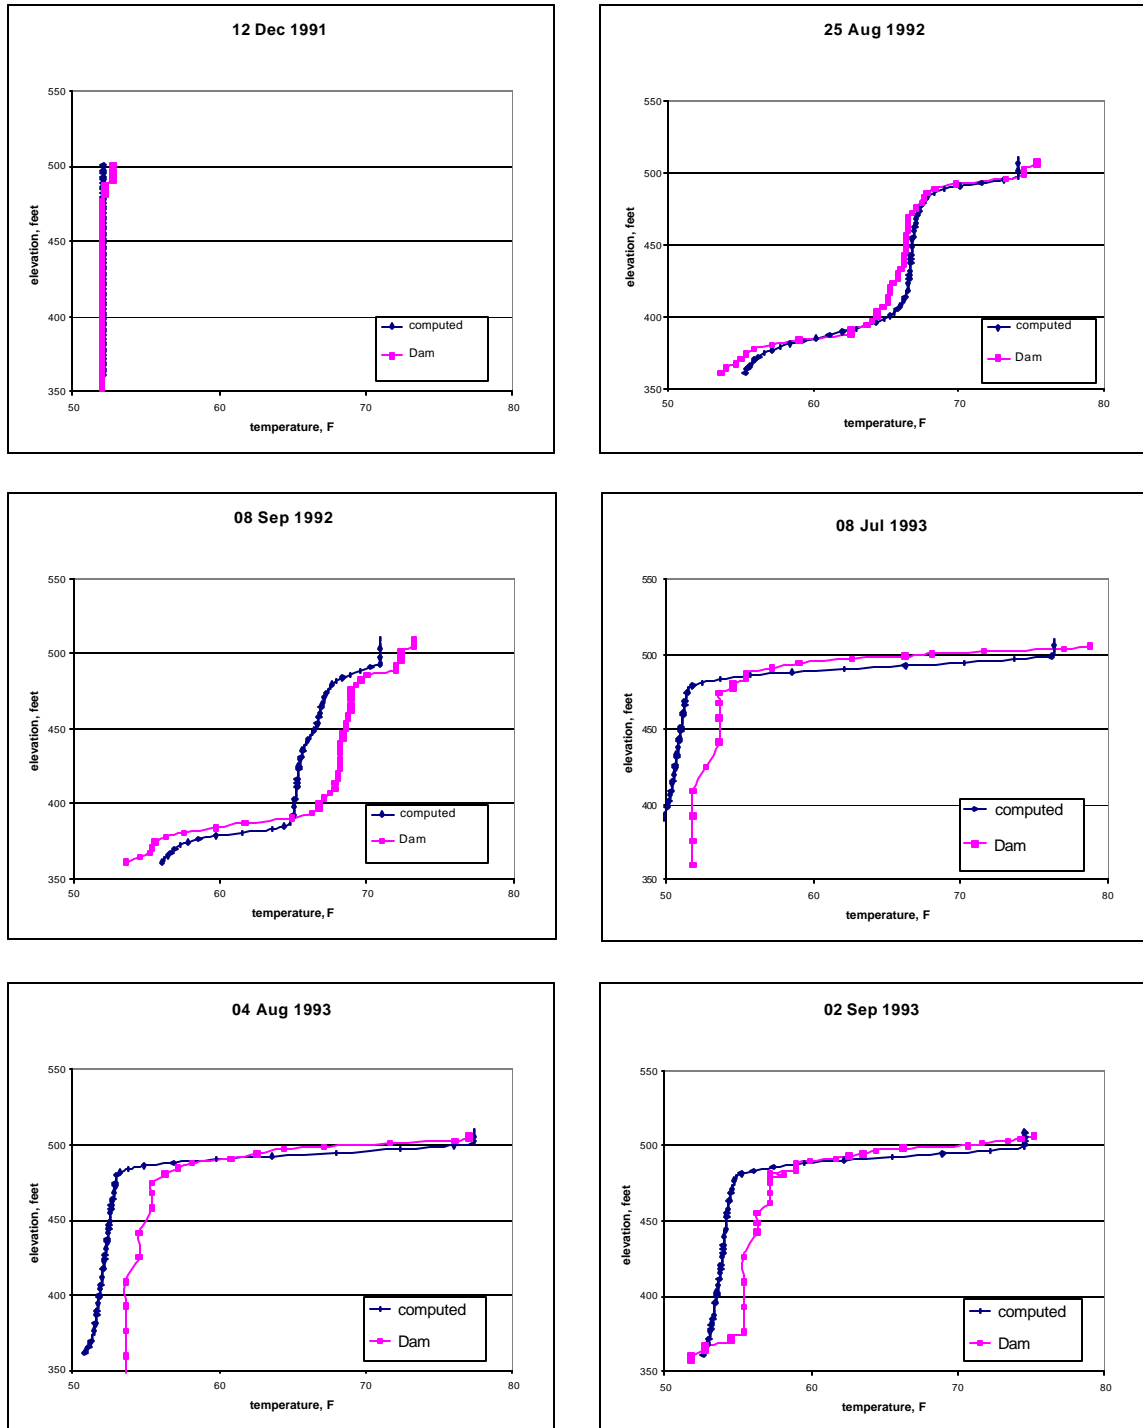 12 Dec 1991
550
500
450
400
350
50
60
70
80
elevation, feet
temperature, F
computed
Dam
25 Aug 1992
550
500
450
400
350
50
60
70
80
elevation, feet
temperature, F
computed
Dam
08 Sep 1992
550
500
450
400
350
50
60
70
80
elevation, feet
temperature, F
computed
Dam
08 Jul 1993
550
500
450
400
350
50
60
70
80
elevation, feet
temperature, F
computed
Dam
04 Aug 1993
550
500
450
400
350
50
60
70
80
elevation, feet
temperature, F
computed
Dam
02 Sep 1993
550
500
450
400
350
50
60
70
80
elevation, feet
temperature, F
computed
Dam